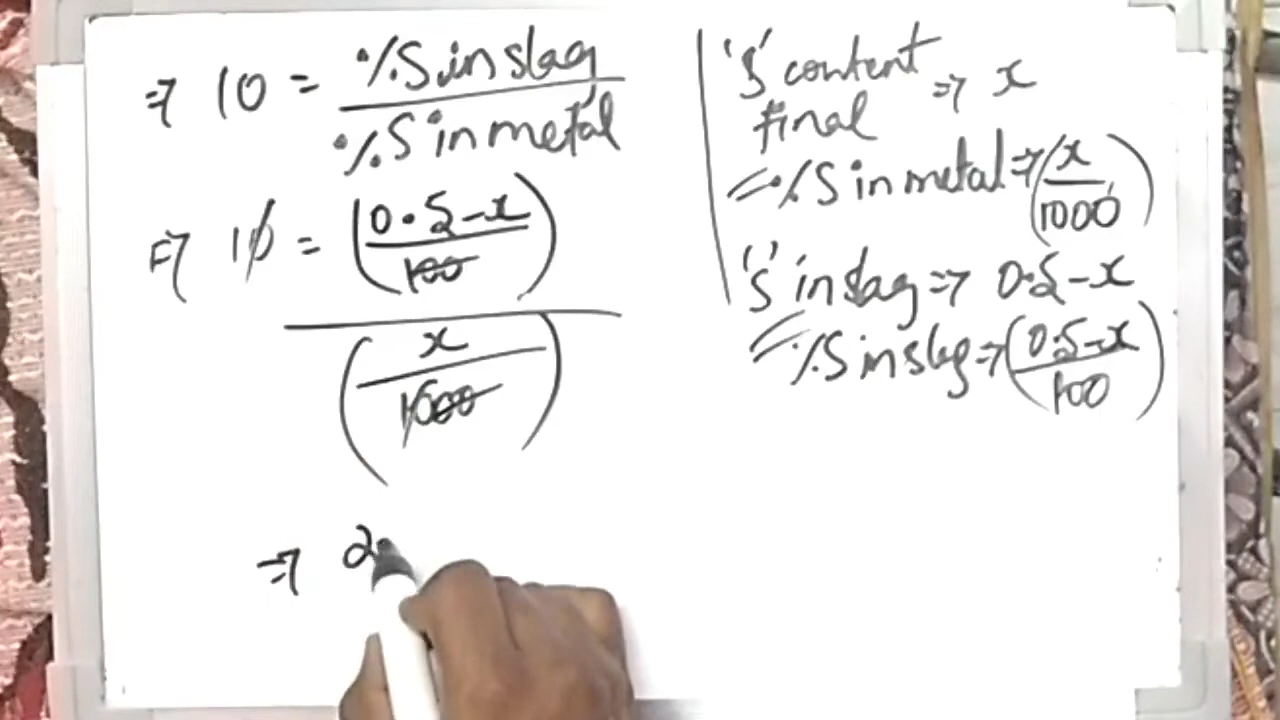 ⇒ 10 = %S in slag
%S in metal
⇒ 10 = (0.5-x
100)
(x
1000)
⇒ 2
'S' content ⇒ x
final
%S in metal ⇒ (x
1000)
'S' in slag ⇒ 0.5-x
%S in slag ⇒ (0.5-x
100)